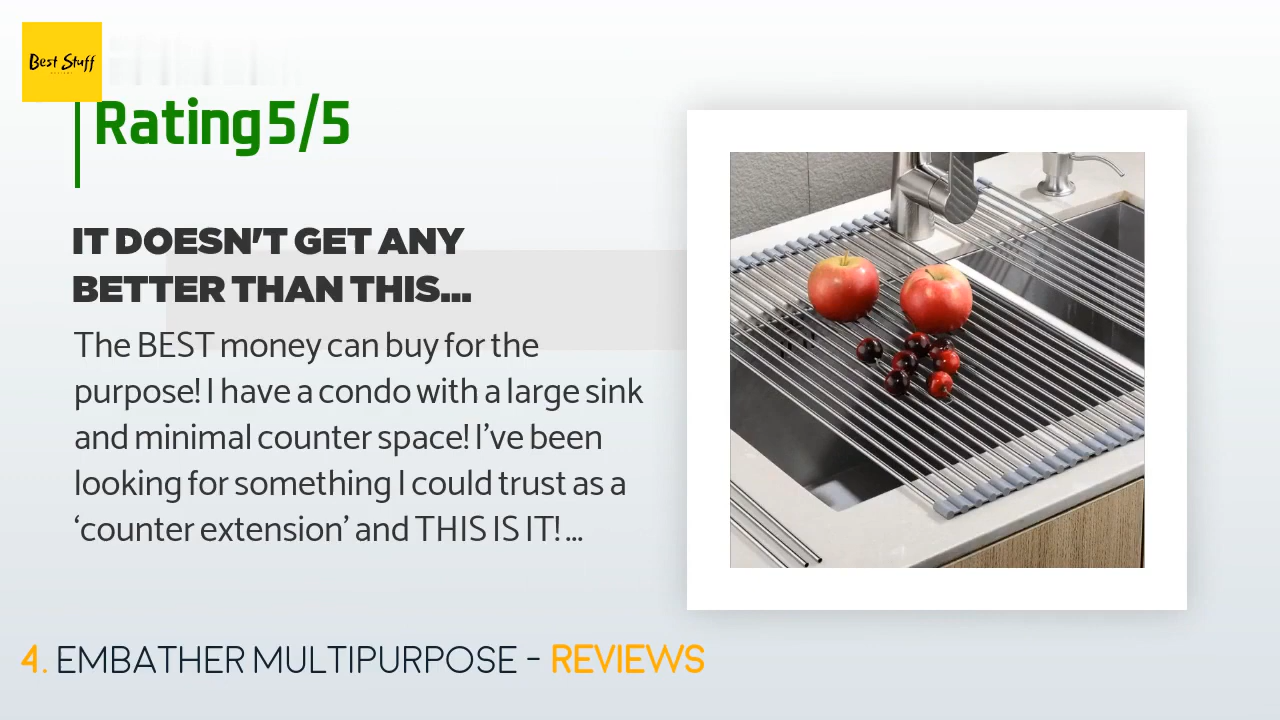 Best Stuff
Rating 5/5
IT DOESN'T GET ANY
BETTER THAN THIS...
The BEST money can buy for the
purpose! I have a condo with a large sink
and minimal counter space! I’ve been
looking for something I could trust as a
‘counter extension’ and THIS IS IT! ...
4. EMBATHER MULTIPURPOSE - REVIEWS